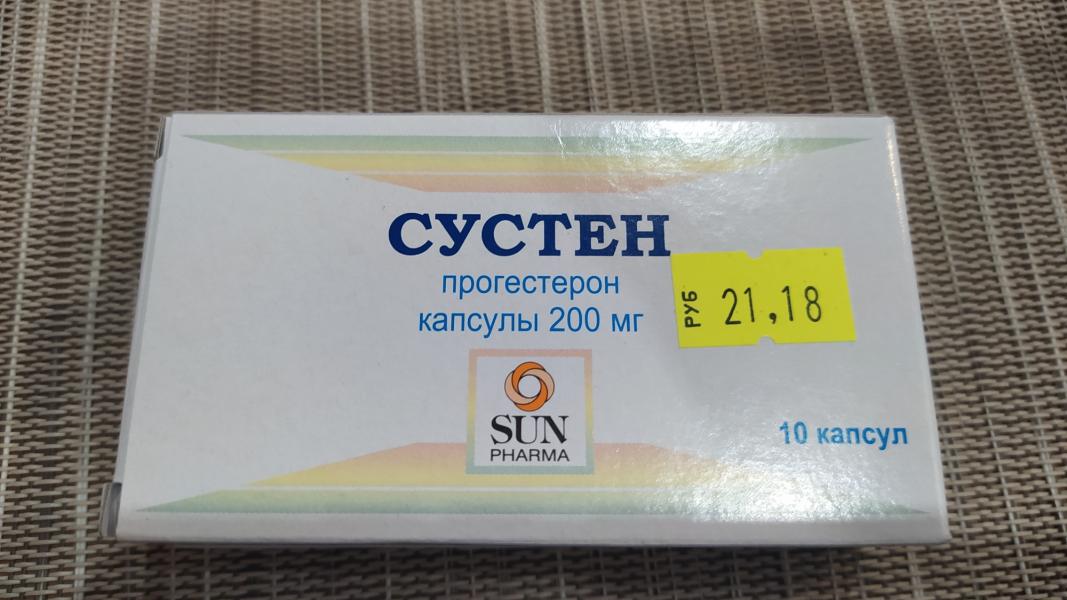 СУСТЕН
прогестерон
капсулы 200 мг
РУБ 21,18
SUN
PHARMA
10 капсул